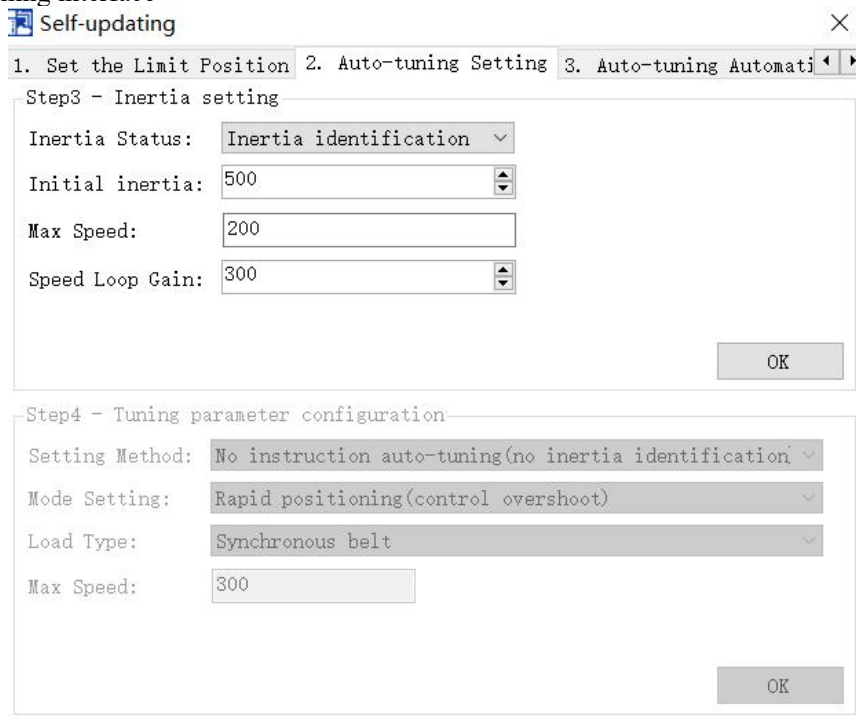 Self-updating
1. Set the Limit Position 2. Auto-tuning Setting 3. Auto-tuning Automati
Step3 - Inertia setting
Inertia Status: Inertia identification
Initial inertia: 500
Max Speed: 200
Speed Loop Gain: 300
OK
Step4 - Tuning parameter configuration
Setting Method: No instruction auto-tuning(no inertia identification
Mode Setting: Rapid positioning(control overshoot)
Load Type: Synchronous belt
Max Speed: 300
OK